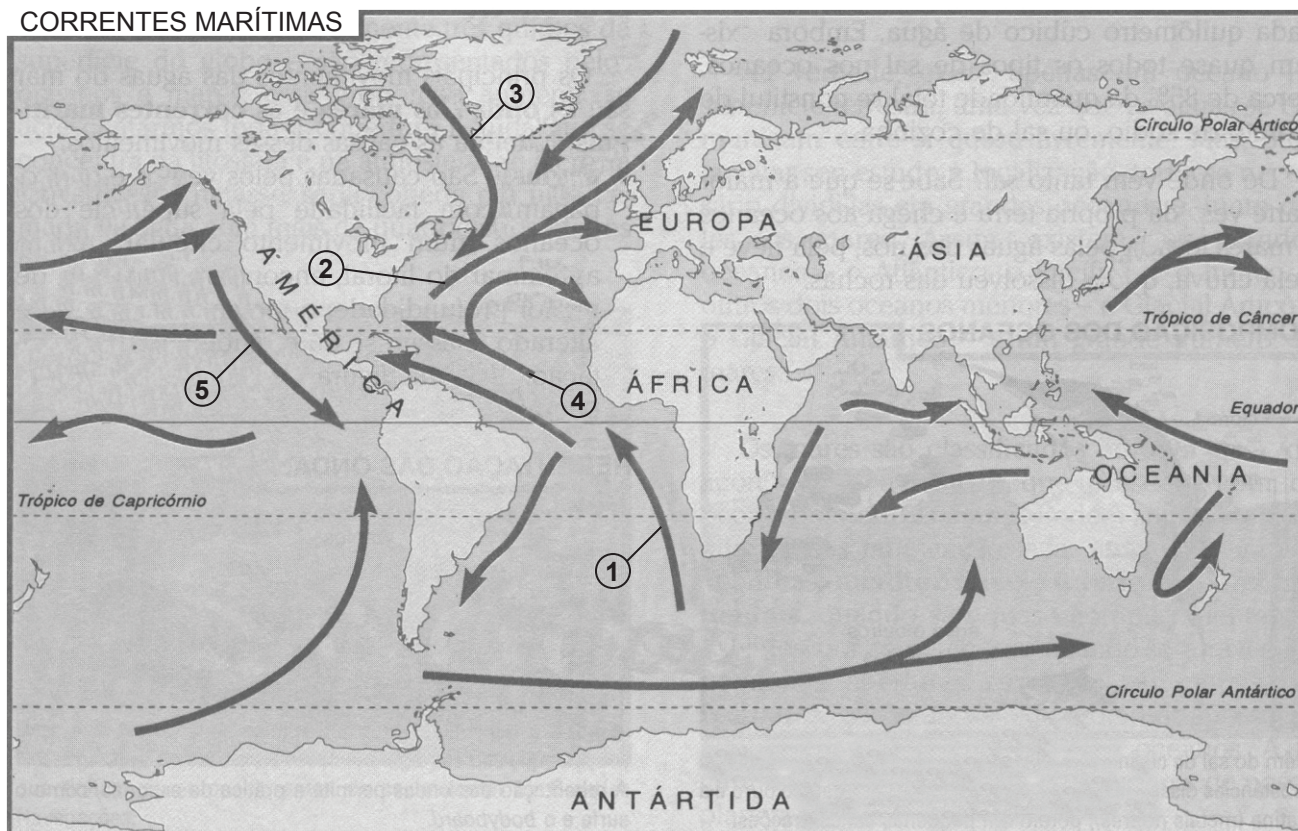 CORRENTES MARÍTIMAS
3
Círculo Polar Ártico
EUROPA
ÁSIA
2
AMÉRICA
Trópico de Câncer
5
4
ÁFRICA
Equador
OCEANIA
Trópico de Capricórnio
1
Círculo Polar Antártico
ANTÁRTIDA